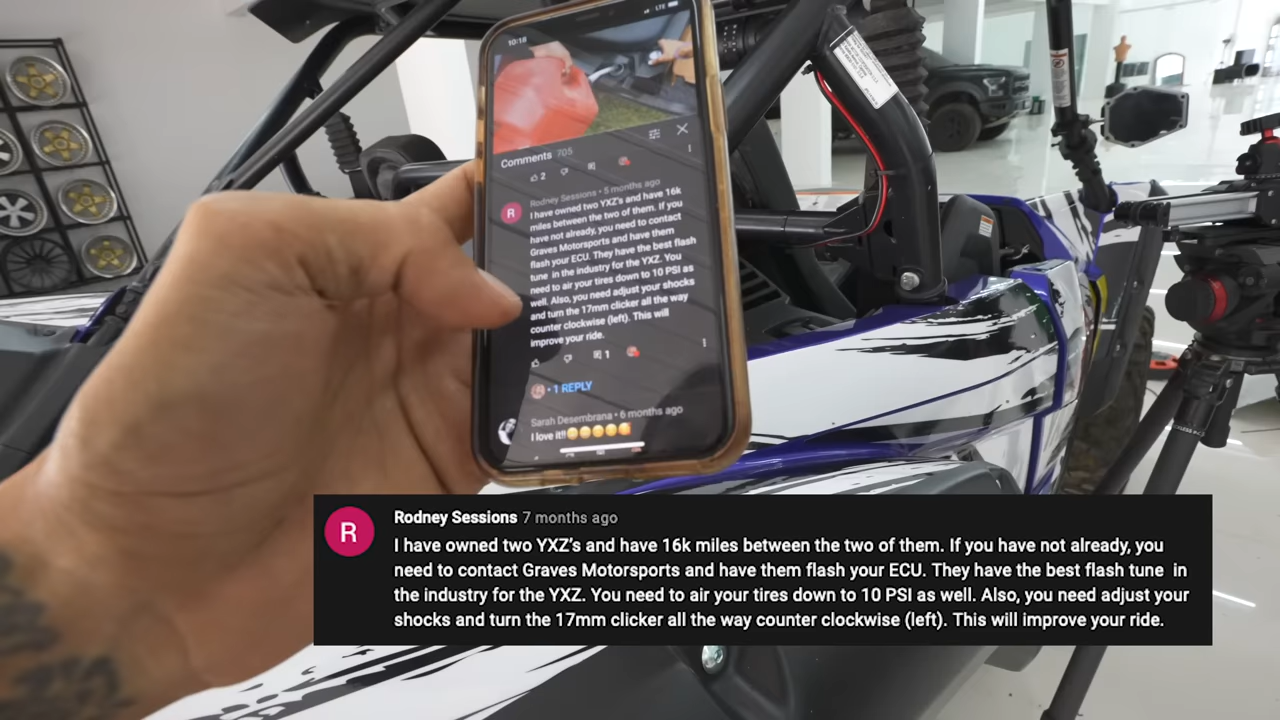 10:18
LTE
Comments 705
2
Rodney Sessions • 5 months ago
R
I have owned two YXZ's and have 16k
miles between the two of them. If you
have not already, you need to contact
Graves Motorsports and have them
flash your ECU. They have the best flash
tune in the industry for the YXZ. You
need to air your tires down to 10 PSI as
well. Also, you need adjust your shocks
and turn the 17mm clicker all the way
counter clockwise (left). This will
improve your ride.
1
• 1 REPLY
Sarah Desembrana • 6 months ago
I love it!!😍😍😍😍🥰
R
Rodney Sessions 7 months ago
I have owned two YXZ's and have 16k miles between the two of them. If you have not already, you
need to contact Graves Motorsports and have them flash your ECU. They have the best flash tune in
the industry for the YXZ. You need to air your tires down to 10 PSI as well. Also, you need adjust your
shocks and turn the 17mm clicker all the way counter clockwise (left). This will improve your ride.